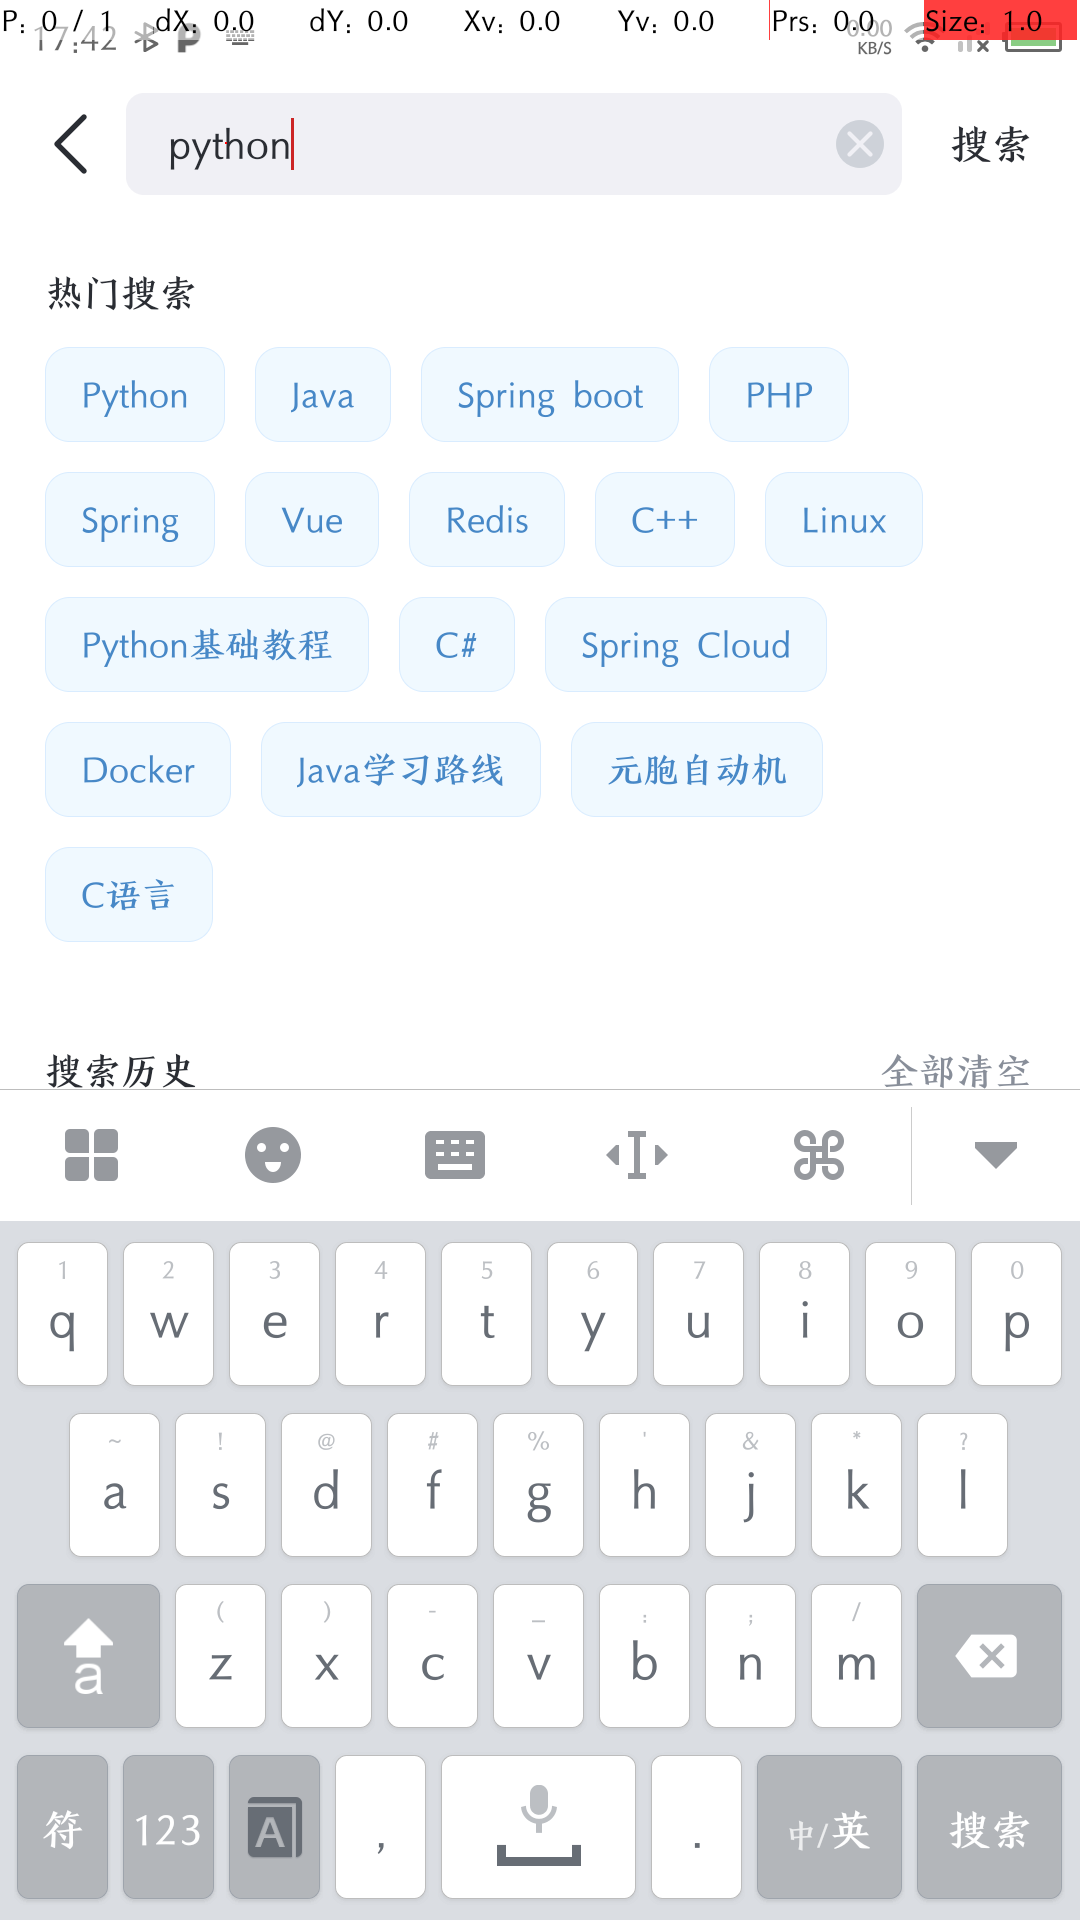 P: 0 / 1 dX: 0.0 dY: 0.0 Xv: 0.0 Yv: 0.0 Prs: 0.0 Size: 1.0
17:42 0.00 KB/S
python 搜索
热门搜索
Python Java Spring boot PHP
Spring Vue Redis C++ Linux
Python基础教程 C# Spring Cloud
Docker Java学习路线 元胞自动机
C语言
搜索历史 全部清空
1 2 3 4 5 6 7 8 9 0
q w e r t y u i o p
~ ! @ # % ' & * ?
a s d f g h j k l
( ) - _ : ; /
a z x c v b n m
符 123 A , . 中/英 搜索